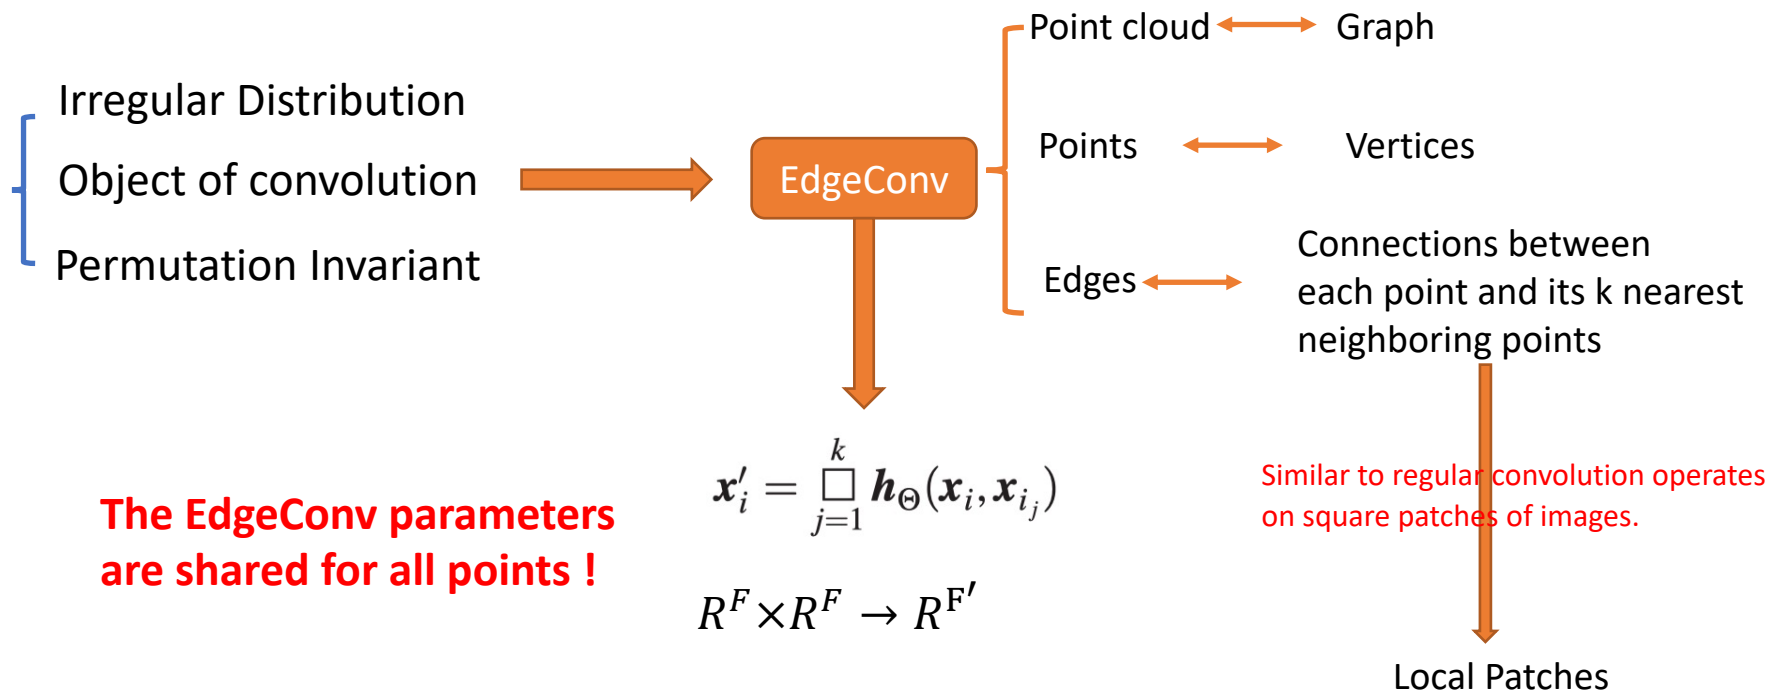 Irregular Distribution
Object of convolution
Permutation Invariant
EdgeConv
Point cloud
Graph
Points
Vertices
Edges
Connections between
each point and its k nearest
neighboring points
Similar to regular convolution operates
on square patches of images.
Local Patches
The EdgeConv parameters
are shared for all points !
𝒙′ᵢ = □ᵏⱼ₌₁ 𝒉_Θ(𝒙ᵢ, 𝒙_{iⱼ})
R^F × R^F → R^{F′}